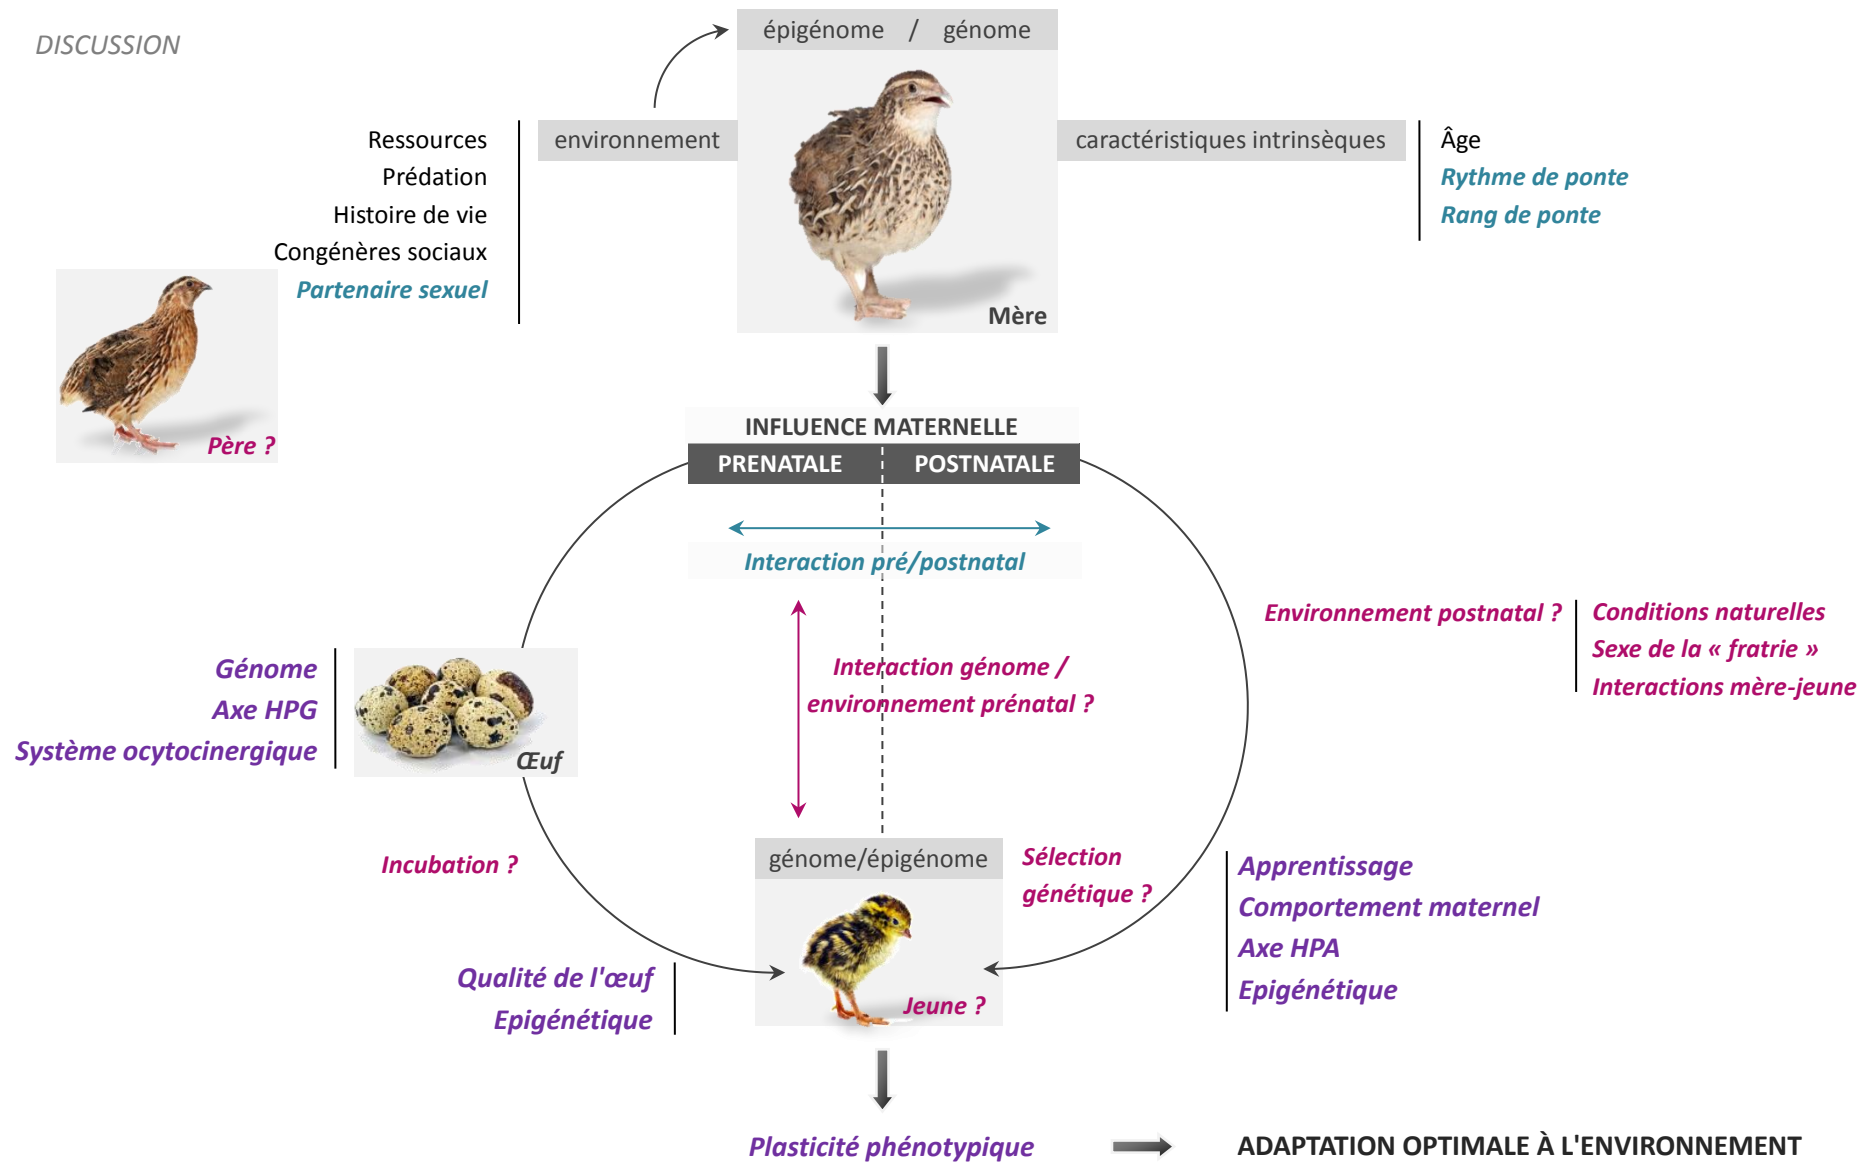 DISCUSSION
épigénome / génome
environnement
caractéristiques intrinsèques
Ressources
Prédation
Histoire de vie
Congénères sociaux
Partenaire sexuel
Âge
Rythme de ponte
Rang de ponte
Mère
Père ?
INFLUENCE MATERNELLE
PRENATALE
POSTNATALE
Interaction pré/postnatal
Interaction génome /
environnement prénatal ?
Environnement postnatal ?
Conditions naturelles
Sexe de la « fratrie »
Interactions mère-jeune
Génome
Axe HPG
Système ocytocinergique
Œuf
Incubation ?
génome/épigénome
Sélection
génétique ?
Jeune ?
Apprentissage
Comportement maternel
Axe HPA
Epigénétique
Qualité de l'œuf
Epigénétique
Plasticité phénotypique
ADAPTATION OPTIMALE À L'ENVIRONNEMENT